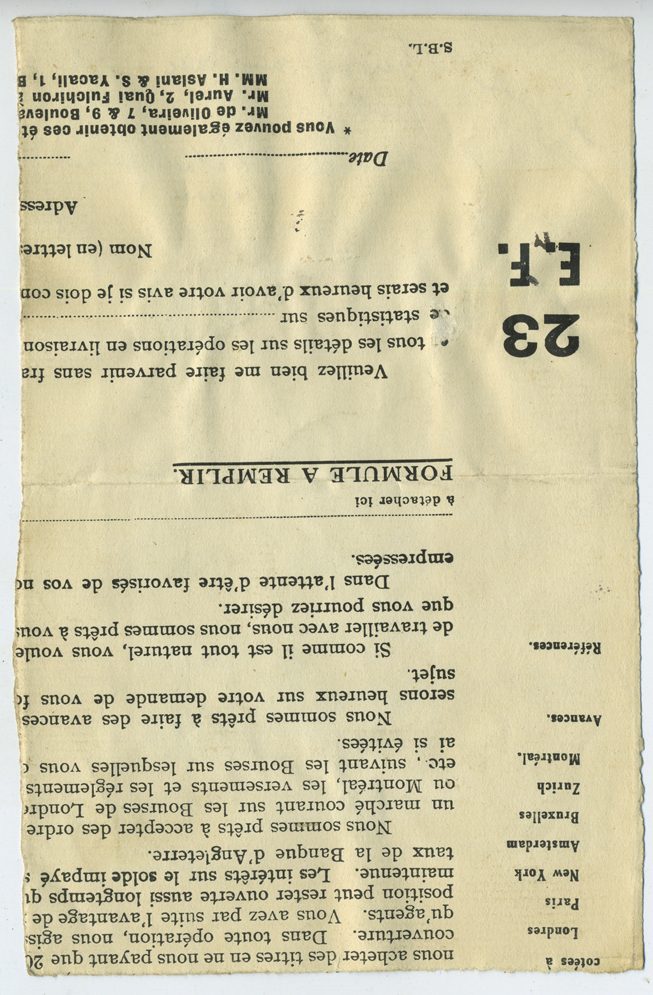 cotées à
Londres
Paris
New York
Amsterdam
Bruxelles
Zurich
Montréal.
Avances.
Références.
nous acheter des titres en ne nous payant que 20
couverture. Dans toute opération, nous agis
qu'agents. Vous avez par suite l'avantage de
position peut rester ouverte aussi longtemps qu
maintenue. Les intérêts sur le solde impayé s
taux de la Banque d'Angleterre.
Nous sommes prêts à accepter des ordre
un marché courant sur les Bourses de Londre
ou Montréal, les versements et les réglements
etc., suivant les Bourses sur lesquelles vous
ai si évitées.
Nous sommes prêts à faire des avances
serons heureux sur votre demande de vous fo
sujet.
Si comme il est tout naturel, vous voule
de travailler avec nous, nous sommes prêts à vous
que vous pourriez désirer.
Dans l'attente d'être favorisés de vos no
empressées.
à détacher ici
FORMULE A REMPLIR.
Veuillez bien me faire parvenir sans fra
tous les détails sur les opérations en livraison
de statistiques sur
et serais heureux d'avoir votre avis si je dois con
23
E.F.
Nom (en lettres
Adress
Date
* Vous pouvez également obtenir ces ét
Mr. de Oliveira, 7, & 9, Bouleva
Mr. Aurel, 2, Quai Fulchiron à
MM. H. Aslani & S. Yacali, 1, B
S.B.L.